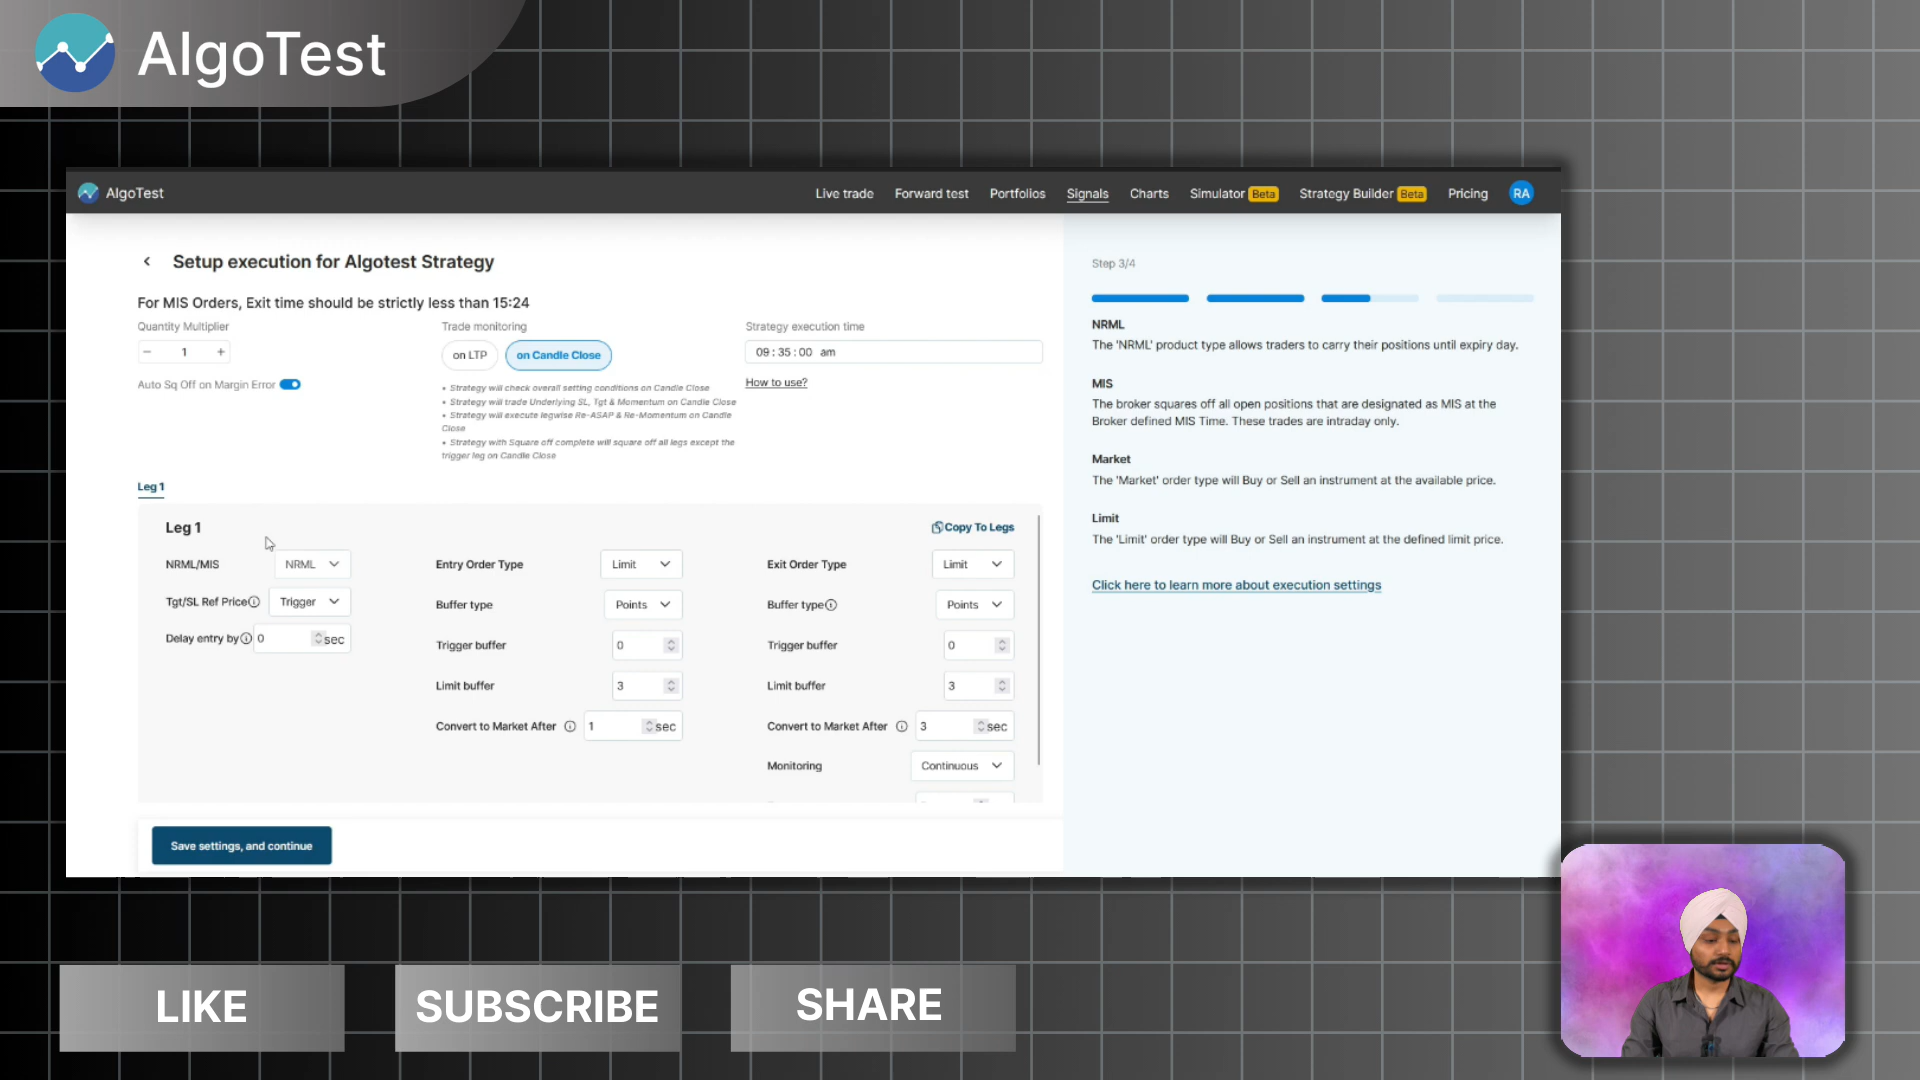 AlgoTest
AlgoTest
Live trade
Forward test
Portfolios
Signals
Charts
Simulator Beta
Strategy Builder Beta
Pricing
RA
Setup execution for Algotest Strategy
For MIS Orders, Exit time should be strictly less than 15:24
Quantity Multiplier
− 1 +
Auto Sq Off on Margin Error
Trade monitoring
on LTP
on Candle Close
• Strategy will check overall setting conditions on Candle Close
• Strategy will trade Underlying SL, Tgt & Momentum on Candle Close
• Strategy will execute legwise Re-ASAP & Re-Momentum on Candle
Close
• Strategy with Square off complete will square off all legs except the
trigger leg on Candle Close
Strategy execution time
09 : 35 : 00 am
How to use?
Leg 1
Leg 1
Copy To Legs
NRML/MIS
NRML
Tgt/SL Ref Price
Trigger
Delay entry by
0
sec
Entry Order Type
Limit
Buffer type
Points
Trigger buffer
0
Limit buffer
3
Convert to Market After
1
sec
Exit Order Type
Limit
Buffer type
Points
Trigger buffer
0
Limit buffer
3
Convert to Market After
3
sec
Monitoring
Continuous
Save settings, and continue
Step 3/4
NRML
The 'NRML' product type allows traders to carry their positions until expiry day.
MIS
The broker squares off all open positions that are designated as MIS at the
Broker defined MIS Time. These trades are intraday only.
Market
The 'Market' order type will Buy or Sell an instrument at the available price.
Limit
The 'Limit' order type will Buy or Sell an instrument at the defined limit price.
Click here to learn more about execution settings
LIKE
SUBSCRIBE
SHARE